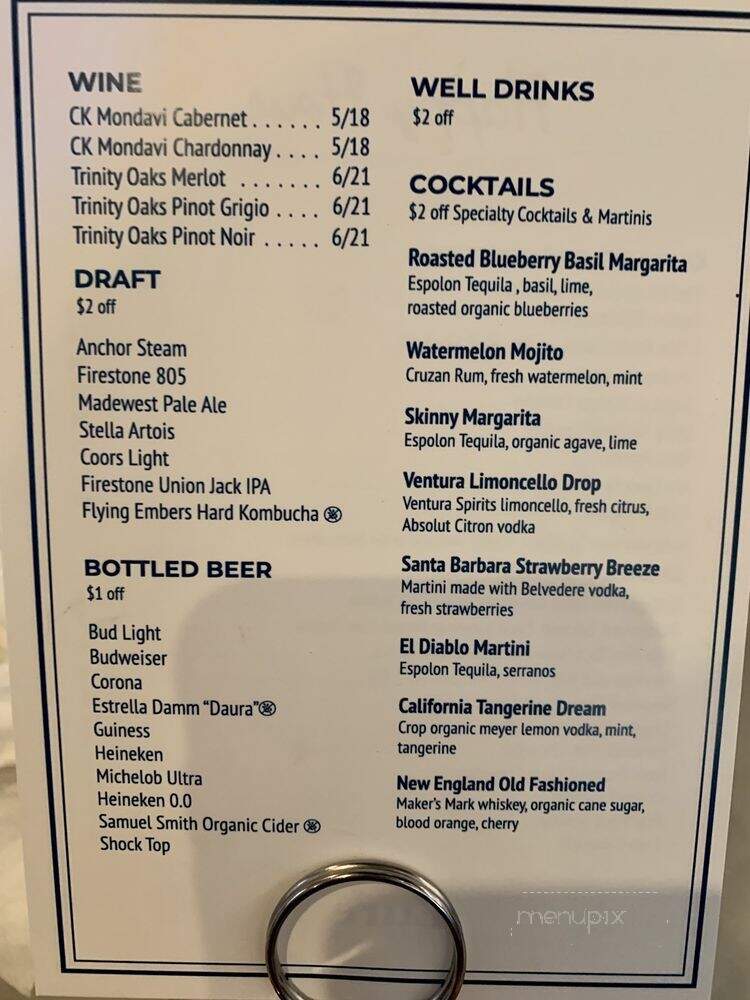 WINE
CK Mondavi Cabernet . . . . . . 5/18
CK Mondavi Chardonnay . . . . 5/18
Trinity Oaks Merlot . . . . . . . 6/21
Trinity Oaks Pinot Grigio . . . . 6/21
Trinity Oaks Pinot Noir . . . . . 6/21
DRAFT
$2 off
Anchor Steam
Firestone 805
Madewest Pale Ale
Stella Artois
Coors Light
Firestone Union Jack IPA
Flying Embers Hard Kombucha
BOTTLED BEER
$1 off
Bud Light
Budweiser
Corona
Estrella Damm "Daura"
Guiness
Heineken
Michelob Ultra
Heineken 0.0
Samuel Smith Organic Cider
Shock Top
WELL DRINKS
$2 off
COCKTAILS
$2 off Specialty Cocktails & Martinis
Roasted Blueberry Basil Margarita
Espolon Tequila , basil, lime,
roasted organic blueberries
Watermelon Mojito
Cruzan Rum, fresh watermelon, mint
Skinny Margarita
Espolon Tequila, organic agave, lime
Ventura Limoncello Drop
Ventura Spirits limoncello, fresh citrus,
Absolut Citron vodka
Santa Barbara Strawberry Breeze
Martini made with Belvedere vodka,
fresh strawberries
El Diablo Martini
Espolon Tequila, serranos
California Tangerine Dream
Crop organic meyer lemon vodka, mint,
tangerine
New England Old Fashioned
Maker's Mark whiskey, organic cane sugar,
blood orange, cherry
menupix